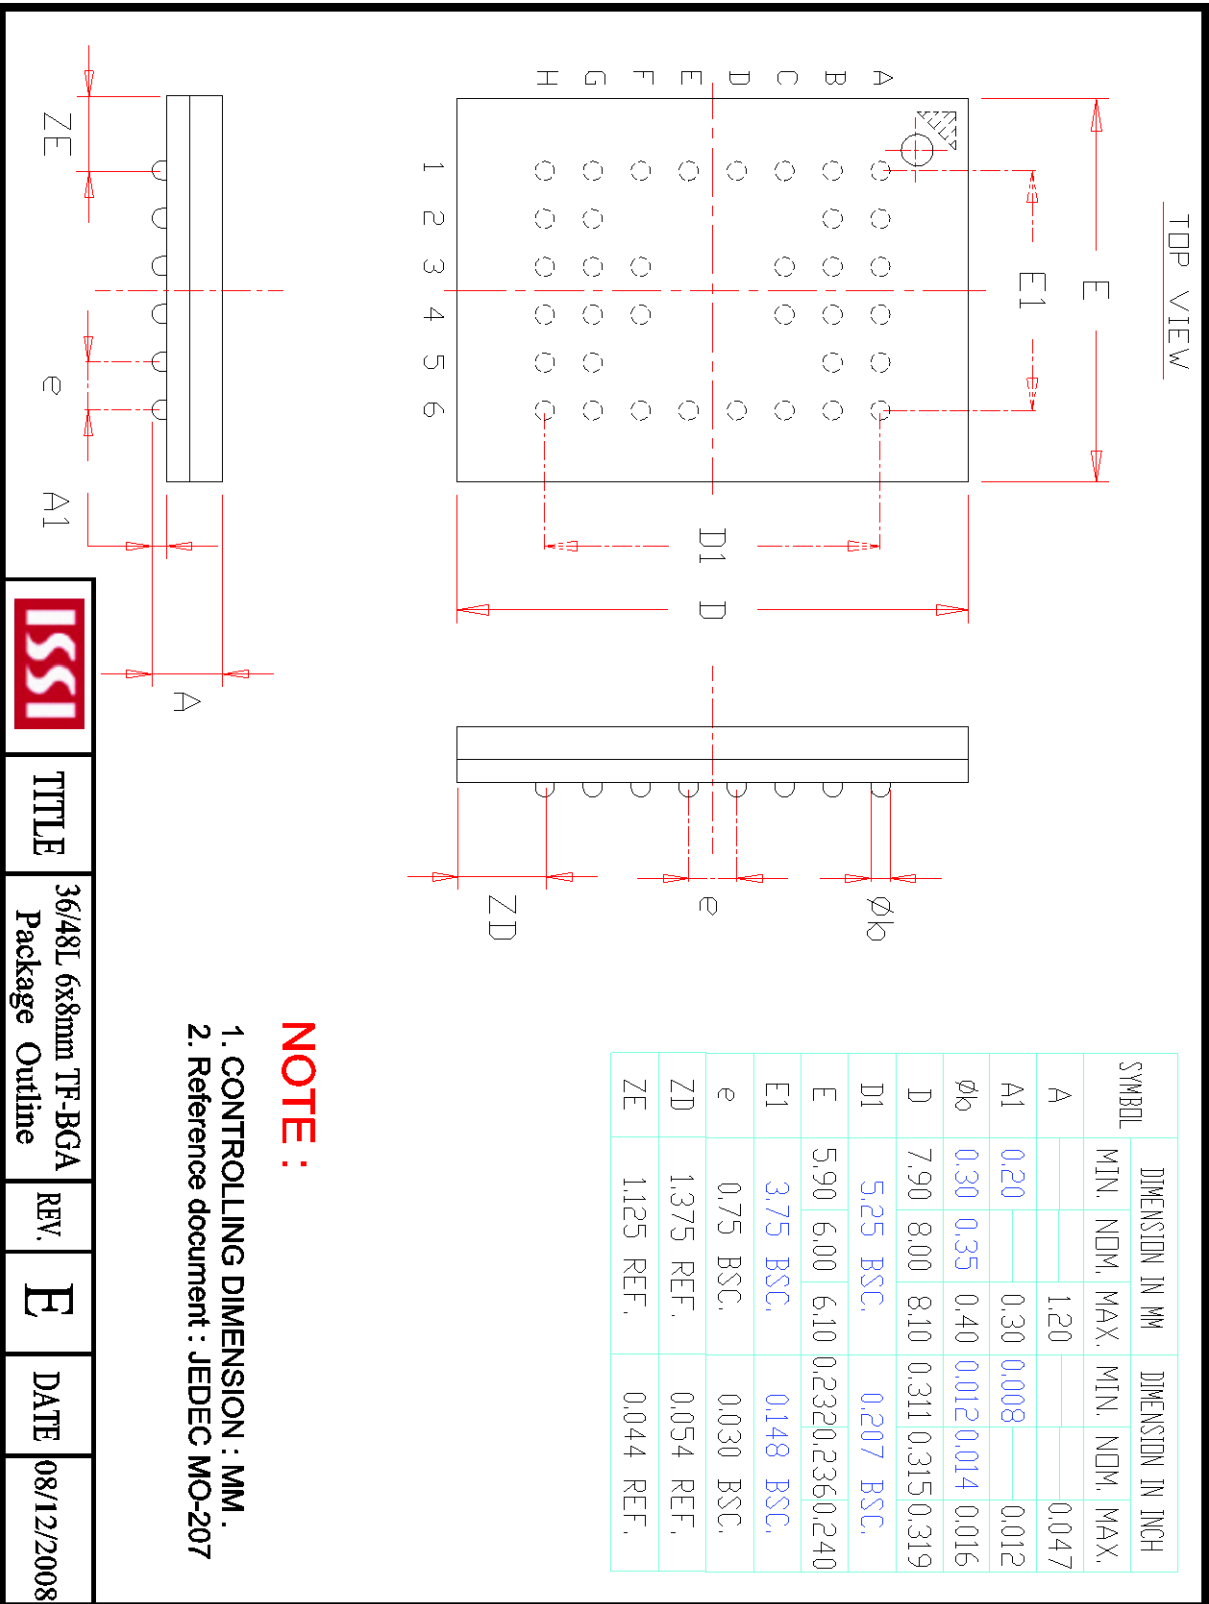 TOP VIEW
E
E1
A
B
C
D
E
F
G
H
1 2 3 4 5 6
D1
D
ZE
e
A1
A
Øb
e
ZD
SYMBOL DIMENSION IN MM DIMENSION IN INCH
MIN. NOM. MAX. MIN. NOM. MAX.
A 1.20 0.047
A1 0.20 0.30 0.008 0.012
Øb 0.30 0.35 0.40 0.012 0.014 0.016
D 7.90 8.00 8.10 0.311 0.315 0.319
D1 5.25 BSC. 0.207 BSC.
E 5.90 6.00 6.10 0.232 0.236 0.240
E1 3.75 BSC. 0.148 BSC.
e 0.75 BSC. 0.030 BSC.
ZD 1.375 REF. 0.054 REF.
ZE 1.125 REF. 0.044 REF.
NOTE :
1. CONTROLLING DIMENSION : MM .
2. Reference document : JEDEC MO-207
ISSI
TITLE
36/48L 6x8mm TF-BGA
Package Outline
REV.
E
DATE
08/12/2008